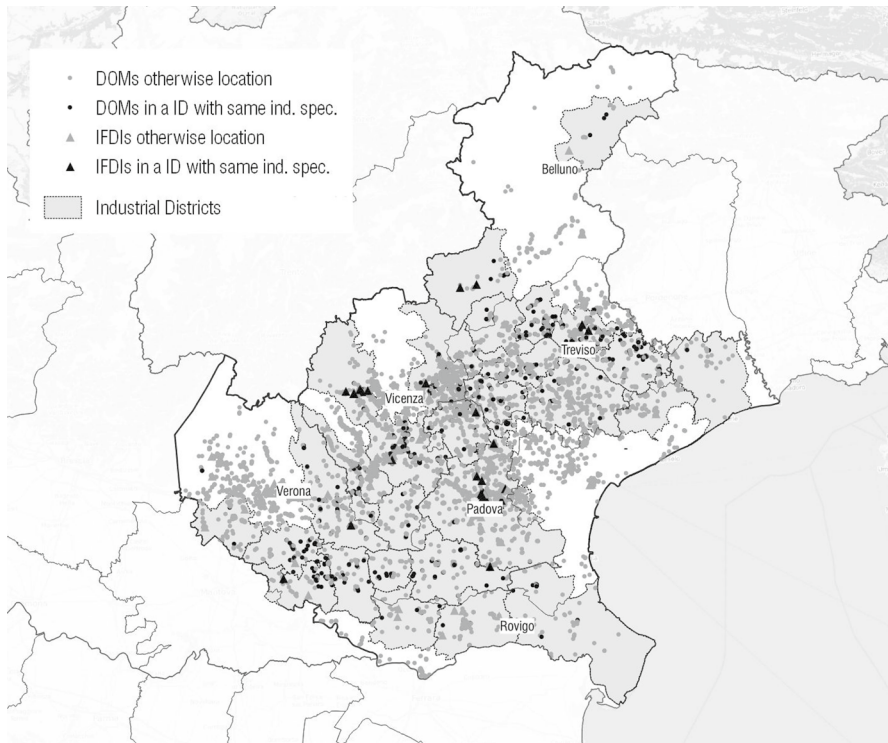 DOMs otherwise location
DOMs in a ID with same ind. spec.
IFDIs otherwise location
IFDIs in a ID with same ind. spec.
Industrial Districts
Belluno
Treviso
Vicenza
Verona
Padova
Rovigo